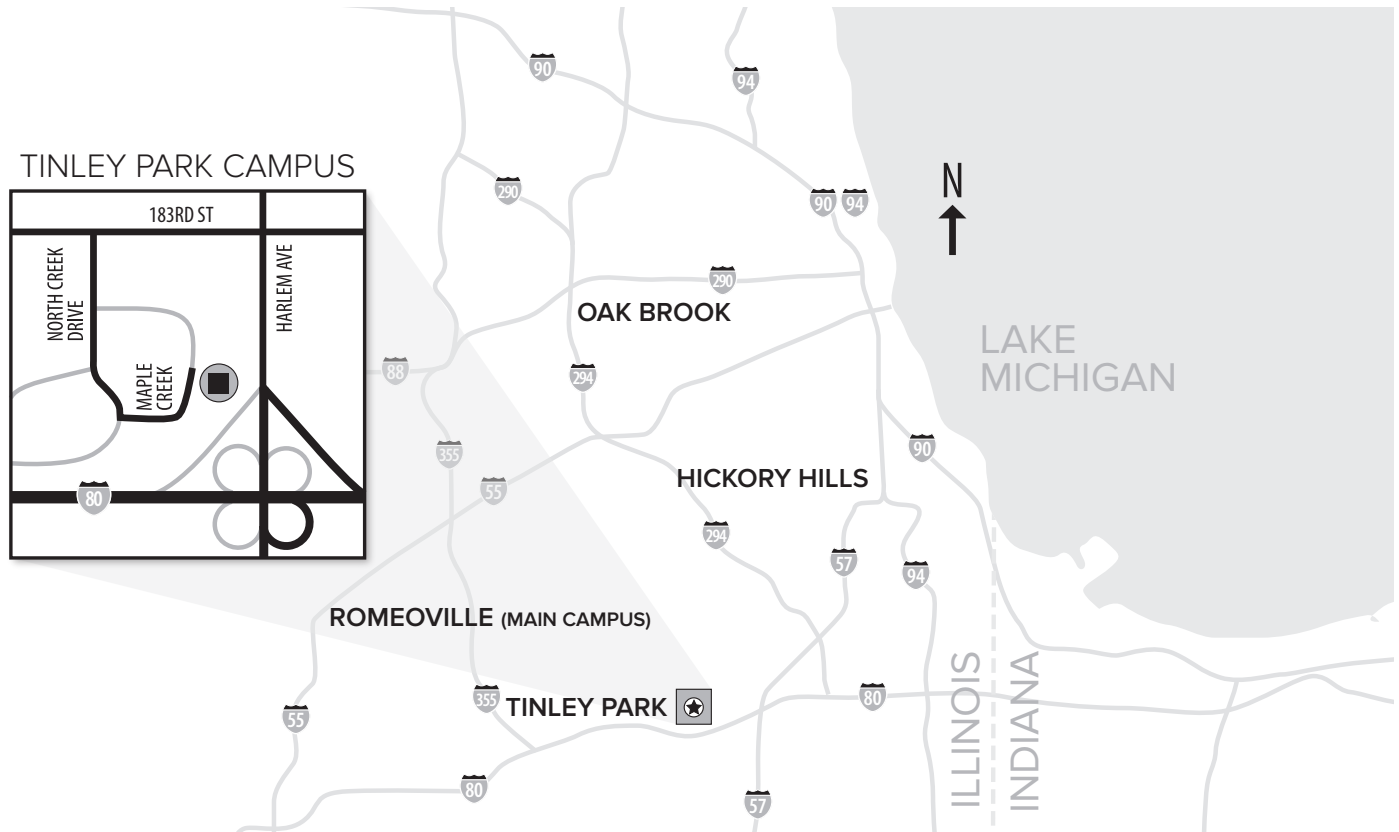 90
94
TINLEY PARK CAMPUS
290
90
94
N
183RD ST
NORTH CREEK
DRIVE
HARLEM AVE
290
OAK BROOK
LAKE
MICHIGAN
MAPLE
CREEK
88
294
355
90
55
HICKORY HILLS
80
294
57
94
ROMEOVILLE (MAIN CAMPUS)
ILLINOIS
INDIANA
355
TINLEY PARK
80
55
80
57